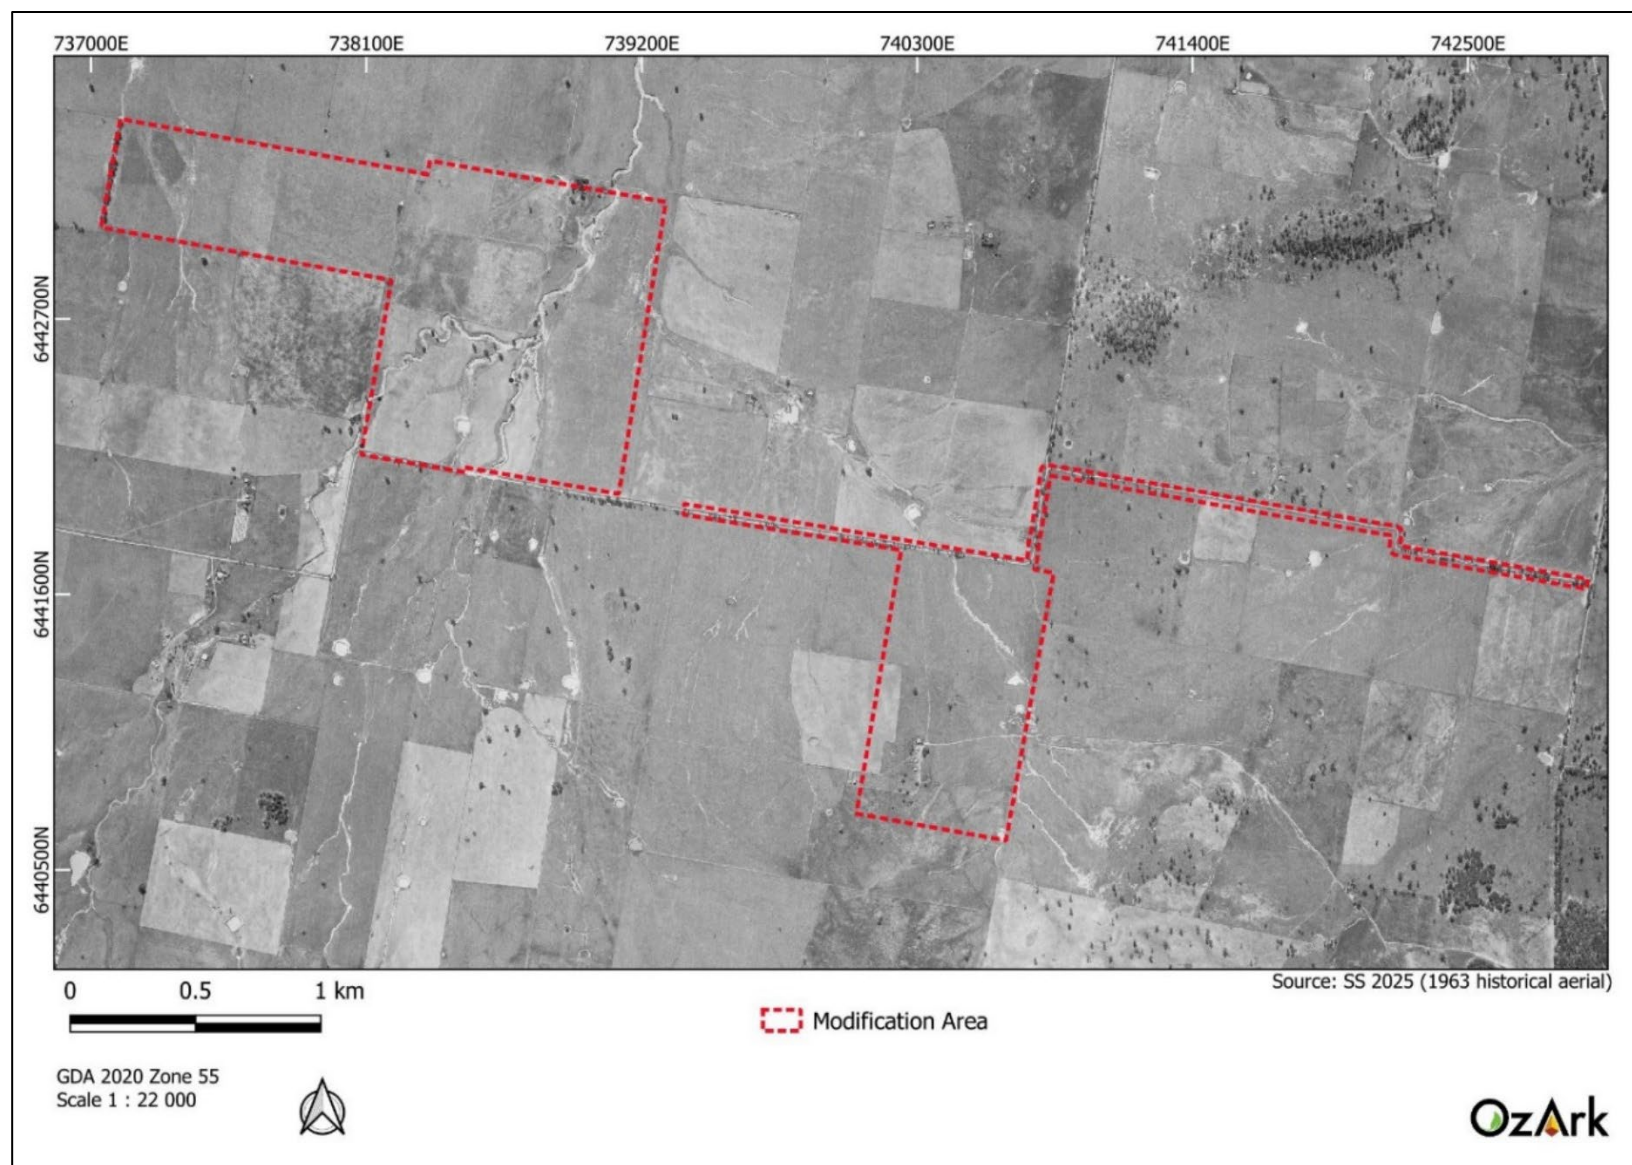 737000E 738100E 739200E 740300E 741400E 742500E
6442700N
6441600N
6440500N
Source: SS 2025 (1963 historical aerial)
0 0.5 1 km
Modification Area
GDA 2020 Zone 55
Scale 1 : 22 000
OzArk